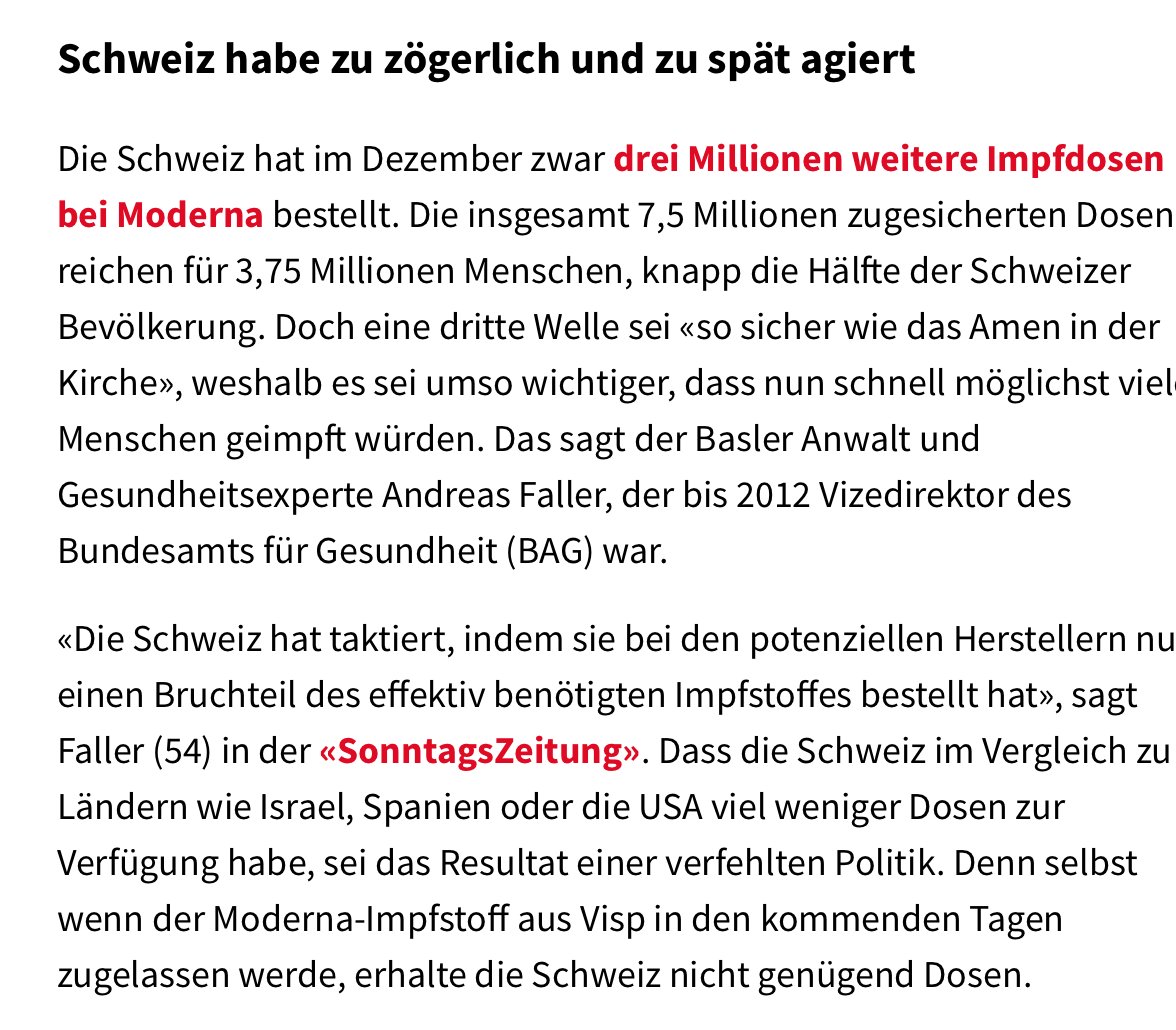 Schweiz habe zu zögerlich und zu spät agiert
Die Schweiz hat im Dezember zwar drei Millionen weitere Impfdosen
bei Moderna bestellt. Die insgesamt 7,5 Millionen zugesicherten Dosen
reichen für 3,75 Millionen Menschen, knapp die Hälfte der Schweizer
Bevölkerung. Doch eine dritte Welle sei «so sicher wie das Amen in der
Kirche», weshalb es sei umso wichtiger, dass nun schnell möglichst viele
Menschen geimpft würden. Das sagt der Basler Anwalt und
Gesundheitsexperte Andreas Faller, der bis 2012 Vizedirektor des
Bundesamts für Gesundheit (BAG) war.
«Die Schweiz hat taktiert, indem sie bei den potenziellen Herstellern nu
einen Bruchteil des effektiv benötigten Impfstoffes bestellt hat», sagt
Faller (54) in der «SonntagsZeitung». Dass die Schweiz im Vergleich zu
Ländern wie Israel, Spanien oder die USA viel weniger Dosen zur
Verfügung habe, sei das Resultat einer verfehlten Politik. Denn selbst
wenn der Moderna-Impfstoff aus Visp in den kommenden Tagen
zugelassen werde, erhalte die Schweiz nicht genügend Dosen.